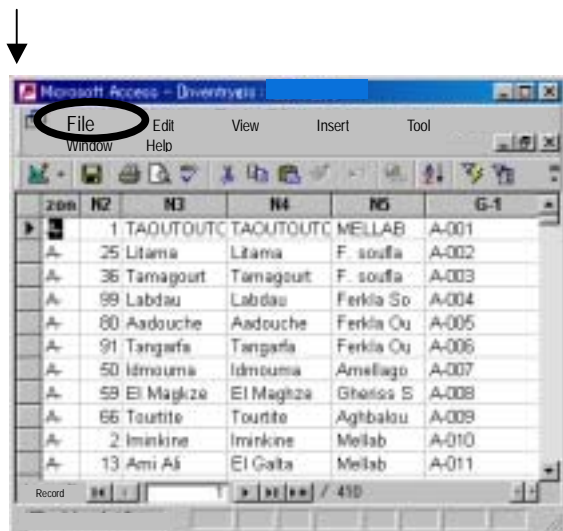 Microsoft Access -
File Edit View Insert Tool
Window Help
zon N2 N3 N4 N5 G-1
1 TAOUTOUTC TAOUTOUTC MELLAB A-001
A- 25 Litama Litama F. soufla A-002
A- 36 Tamagourt Tamagourt F. soufla A-003
A- 99 Labdau Labdau Ferkla So A-004
A- 80 Aadouche Aadouche Ferkla Ou A-005
A- 91 Tangarfa Tangarfa Ferkla Ou A-006
A- 50 Idmouma Idmouma Amellago A-007
A- 59 El Magkze El Maghza Gheriss S A-008
A- 66 Tourtite Tourtite Aghbalou A-009
A- 2 Iminkine Iminkine Mellab A-010
A- 13 Ami Ali El Galta Mellab A-011
Record 1 / 410